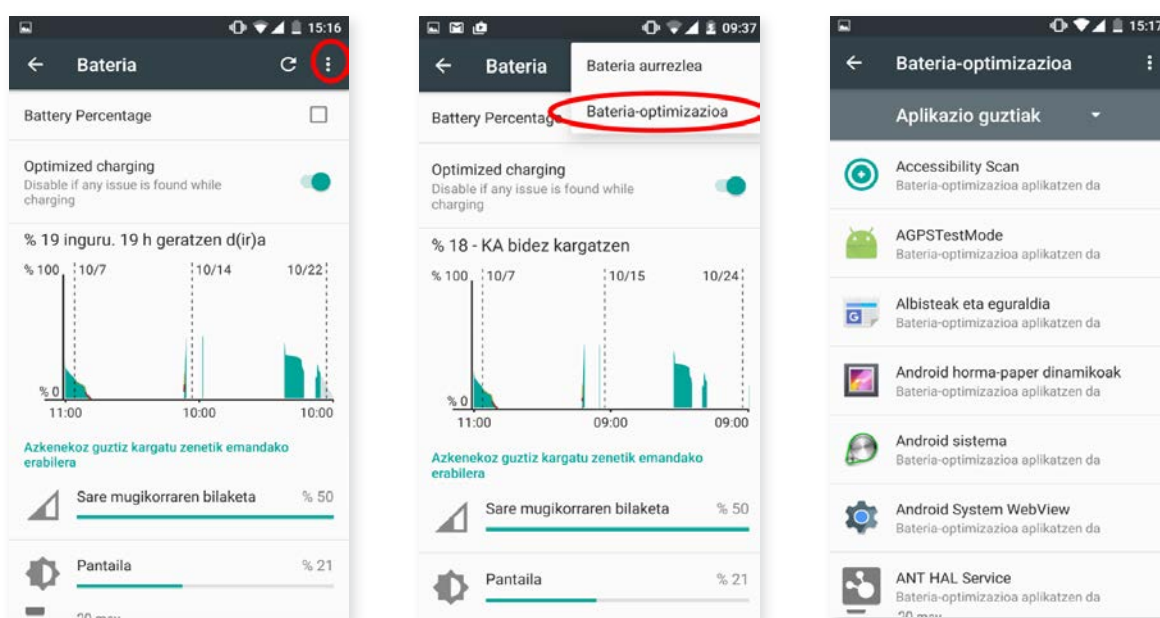 15:16
Bateria
Battery Percentage
Optimized charging
Disable if any issue is found while
charging
% 19 inguru. 19 h geratzen d(ir)a
% 100
10/7
10/14
10/22
% 0
11:00
10:00
10:00
Azkenekoz guztiz kargatu zenetik emandako
erabilera
Sare mugikorraren bilaketa
% 50
Pantaila
% 21
09:37
Bateria
Bateria aurrezlea
Bateria-optimizazioa
Battery Percentage
Optimized charging
Disable if any issue is found while
charging
% 18 - KA bidez kargatzen
% 100
10/7
10/15
10/24
% 0
11:00
09:00
09:00
Azkenekoz guztiz kargatu zenetik emandako
erabilera
Sare mugikorraren bilaketa
% 50
Pantaila
% 21
15:17
Bateria-optimizazioa
Aplikazio guztiak
Accessibility Scan
Bateria-optimizazioa aplikatzen da
AGPSTestMode
Bateria-optimizazioa aplikatzen da
Albisteak eta eguraldia
Bateria-optimizazioa aplikatzen da
Android horma-paper dinamikoak
Bateria-optimizazioa aplikatzen da
Android sistema
Bateria-optimizazioa aplikatzen da
Android System WebView
Bateria-optimizazioa aplikatzen da
ANT HAL Service
Bateria-optimizazioa aplikatzen da